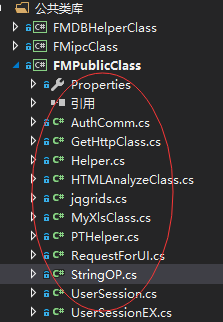 公共类库
C# FMDBHelperClass
C# FMipcClass
C# FMPublicClass
Properties
引用
C# AuthComm.cs
C# GetHttpClass.cs
C# Helper.cs
C# HTMLAnalyzeClass.cs
C# jqgrids.cs
C# MyXlsClass.cs
C# PTHelper.cs
C# RequestForUI.cs
C# StringOP.cs
C# UserSession.cs
C# UserSessionEX.cs